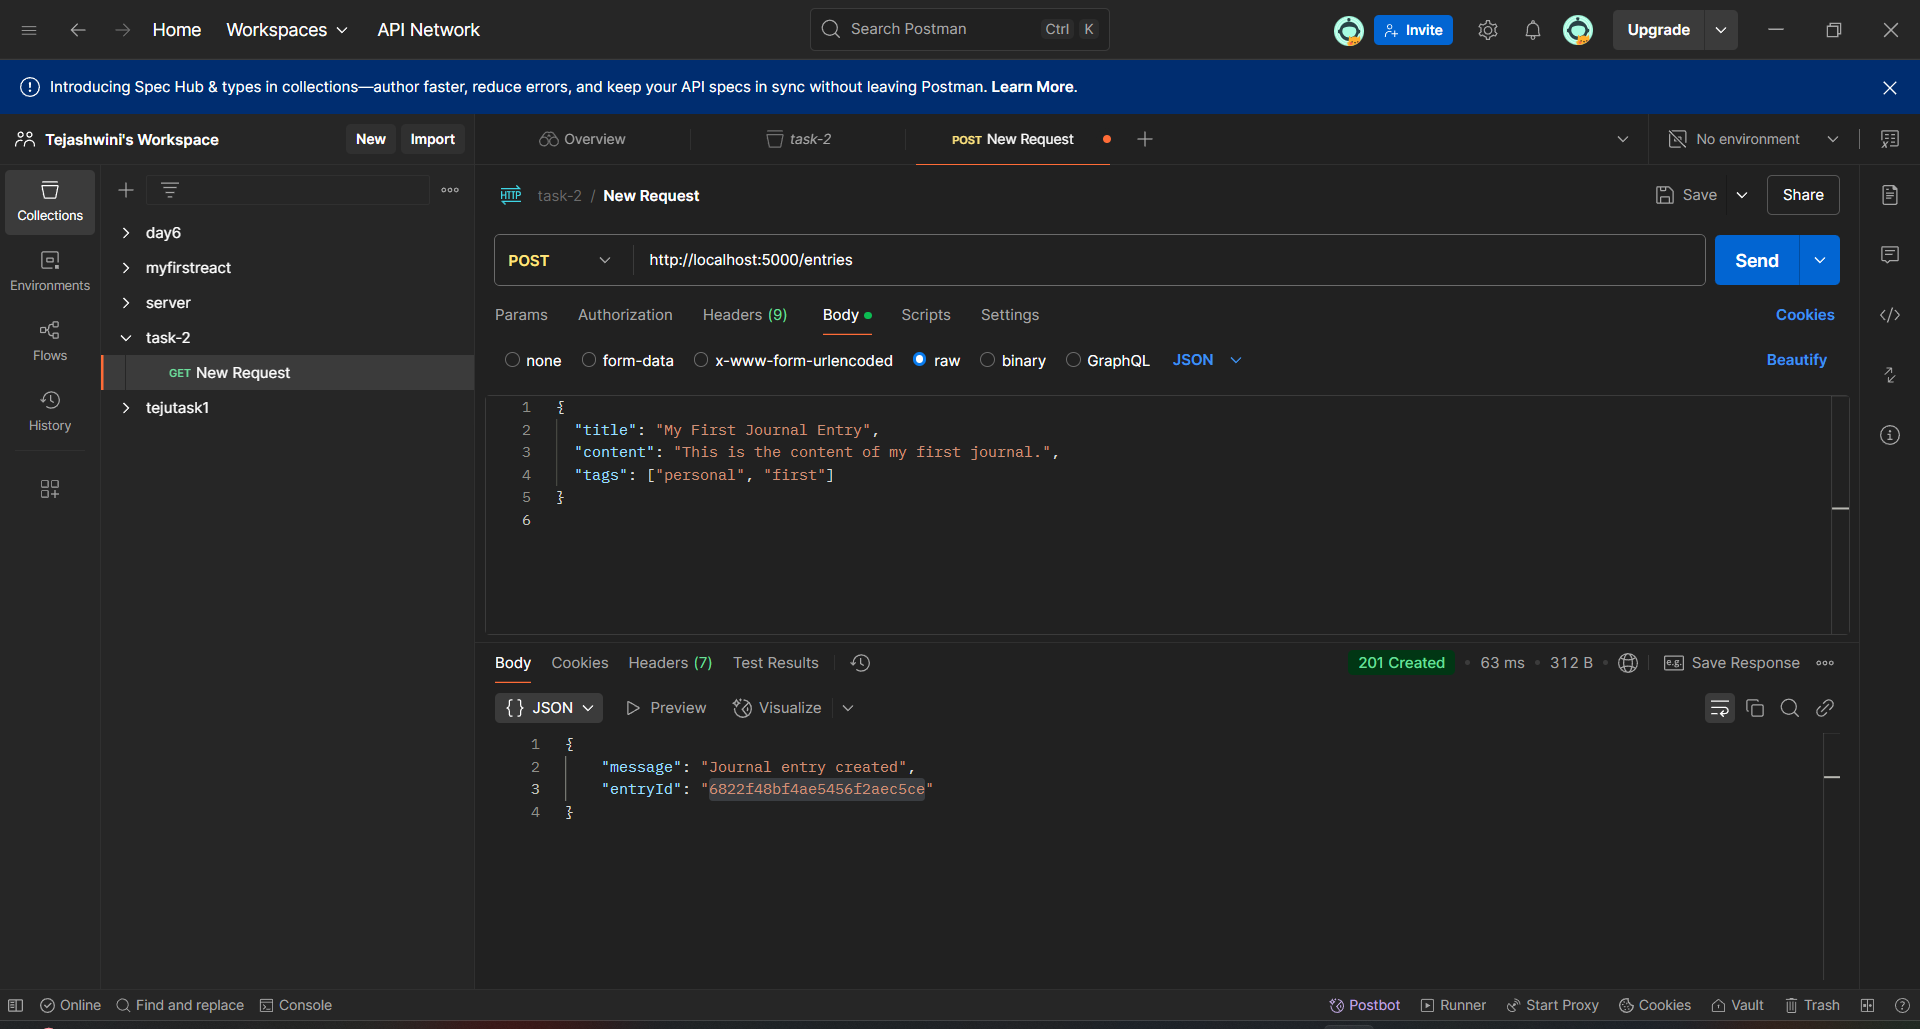 Home Workspaces API Network Search Postman Ctrl K Invite Upgrade
Introducing Spec Hub & types in collections—author faster, reduce errors, and keep your API specs in sync without leaving Postman. Learn More.
Tejashwini's Workspace New Import Overview task-2 POST New Request No environment
Collections
Environments
Flows
History
day6
myfirstreact
server
task-2
GET New Request
tejutask1
HTTP task-2 / New Request Save Share
POST http://localhost:5000/entries Send
Params Authorization Headers (9) Body Scripts Settings Cookies
none form-data x-www-form-urlencoded raw binary GraphQL JSON Beautify
1 {
2 "title": "My First Journal Entry",
3 "content": "This is the content of my first journal.",
4 "tags": ["personal", "first"]
5 }
6
Body Cookies Headers (7) Test Results 201 Created 63 ms 312 B e.g. Save Response
{} JSON Preview Visualize
1 {
2 "message": "Journal entry created",
3 "entryId": "6822f48bf4ae5456f2aec5ce"
4 }
Online Find and replace Console Postbot Runner Start Proxy Cookies Vault Trash